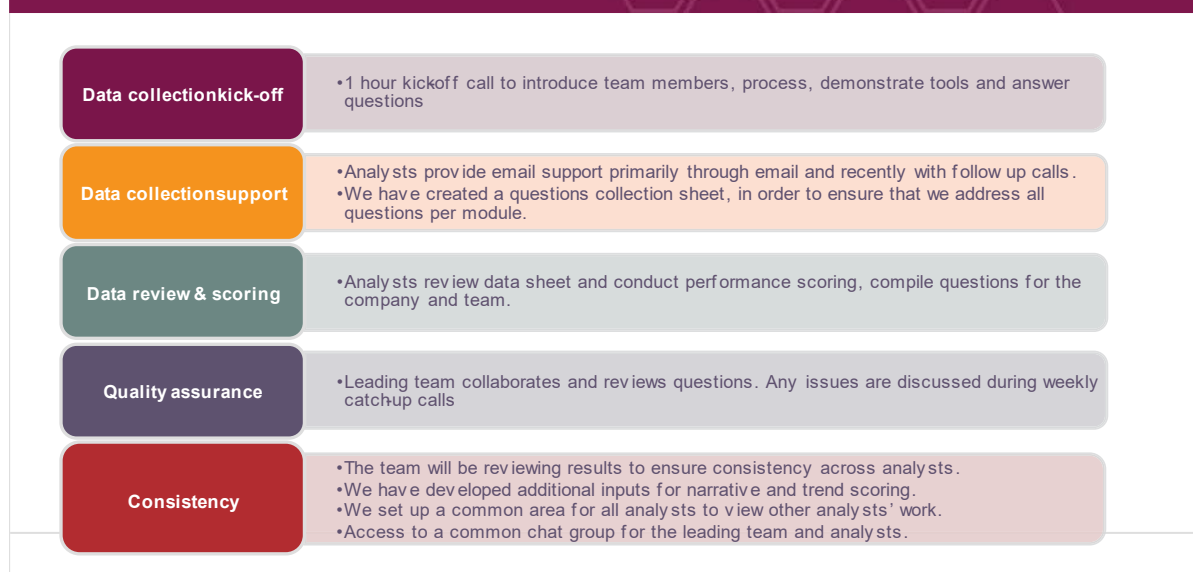 Data collectionkick-off
•1 hour kickoff call to introduce team members, process, demonstrate tools and answer
questions
Data collectionsupport
•Analysts provide email support primarily through email and recently with follow up calls.
•We have created a questions collection sheet, in order to ensure that we address all
questions per module.
Data review & scoring
•Analysts review data sheet and conduct performance scoring, compile questions for the
company and team.
Quality assurance
•Leading team collaborates and reviews questions. Any issues are discussed during weekly
catch-up calls
Consistency
•The team will be reviewing results to ensure consistency across analysts.
•We have developed additional inputs for narrative and trend scoring.
•We set up a common area for all analysts to view other analysts’ work.
•Access to a common chat group for the leading team and analysts.